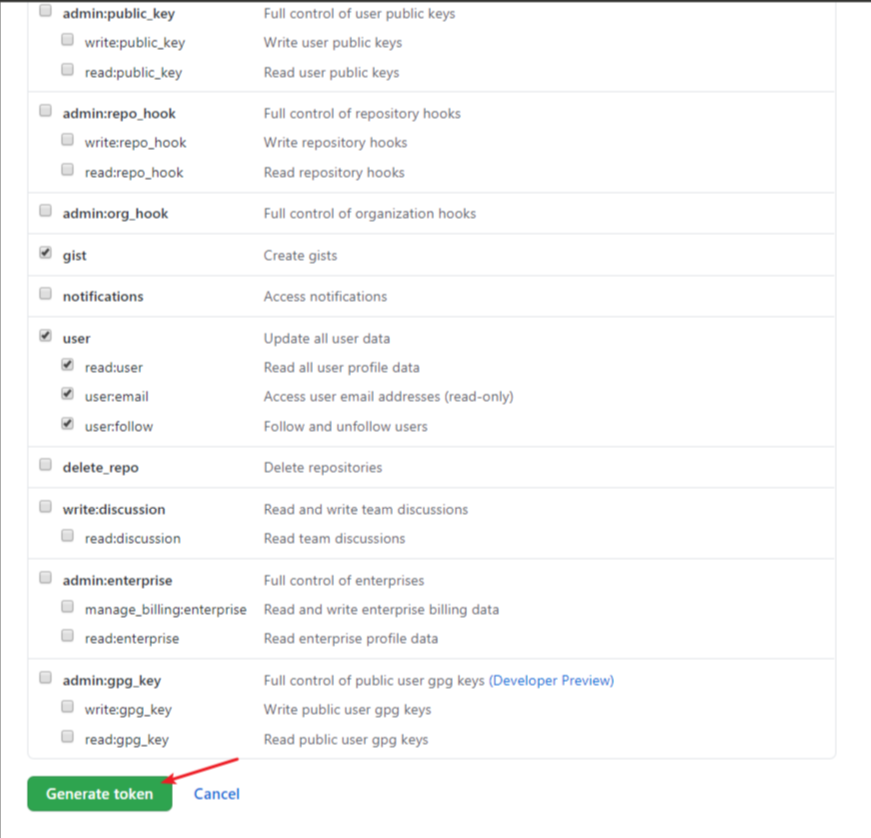 admin:public_key Full control of user public keys
write:public_key Write user public keys
read:public_key Read user public keys
admin:repo_hook Full control of repository hooks
write:repo_hook Write repository hooks
read:repo_hook Read repository hooks
admin:org_hook Full control of organization hooks
gist Create gists
notifications Access notifications
user Update all user data
read:user Read all user profile data
user:email Access user email addresses (read-only)
user:follow Follow and unfollow users
delete_repo Delete repositories
write:discussion Read and write team discussions
read:discussion Read team discussions
admin:enterprise Full control of enterprises
manage_billing:enterprise Read and write enterprise billing data
read:enterprise Read enterprise profile data
admin:gpg_key Full control of public user gpg keys (Developer Preview)
write:gpg_key Write public user gpg keys
read:gpg_key Read public user gpg keys
Generate token Cancel